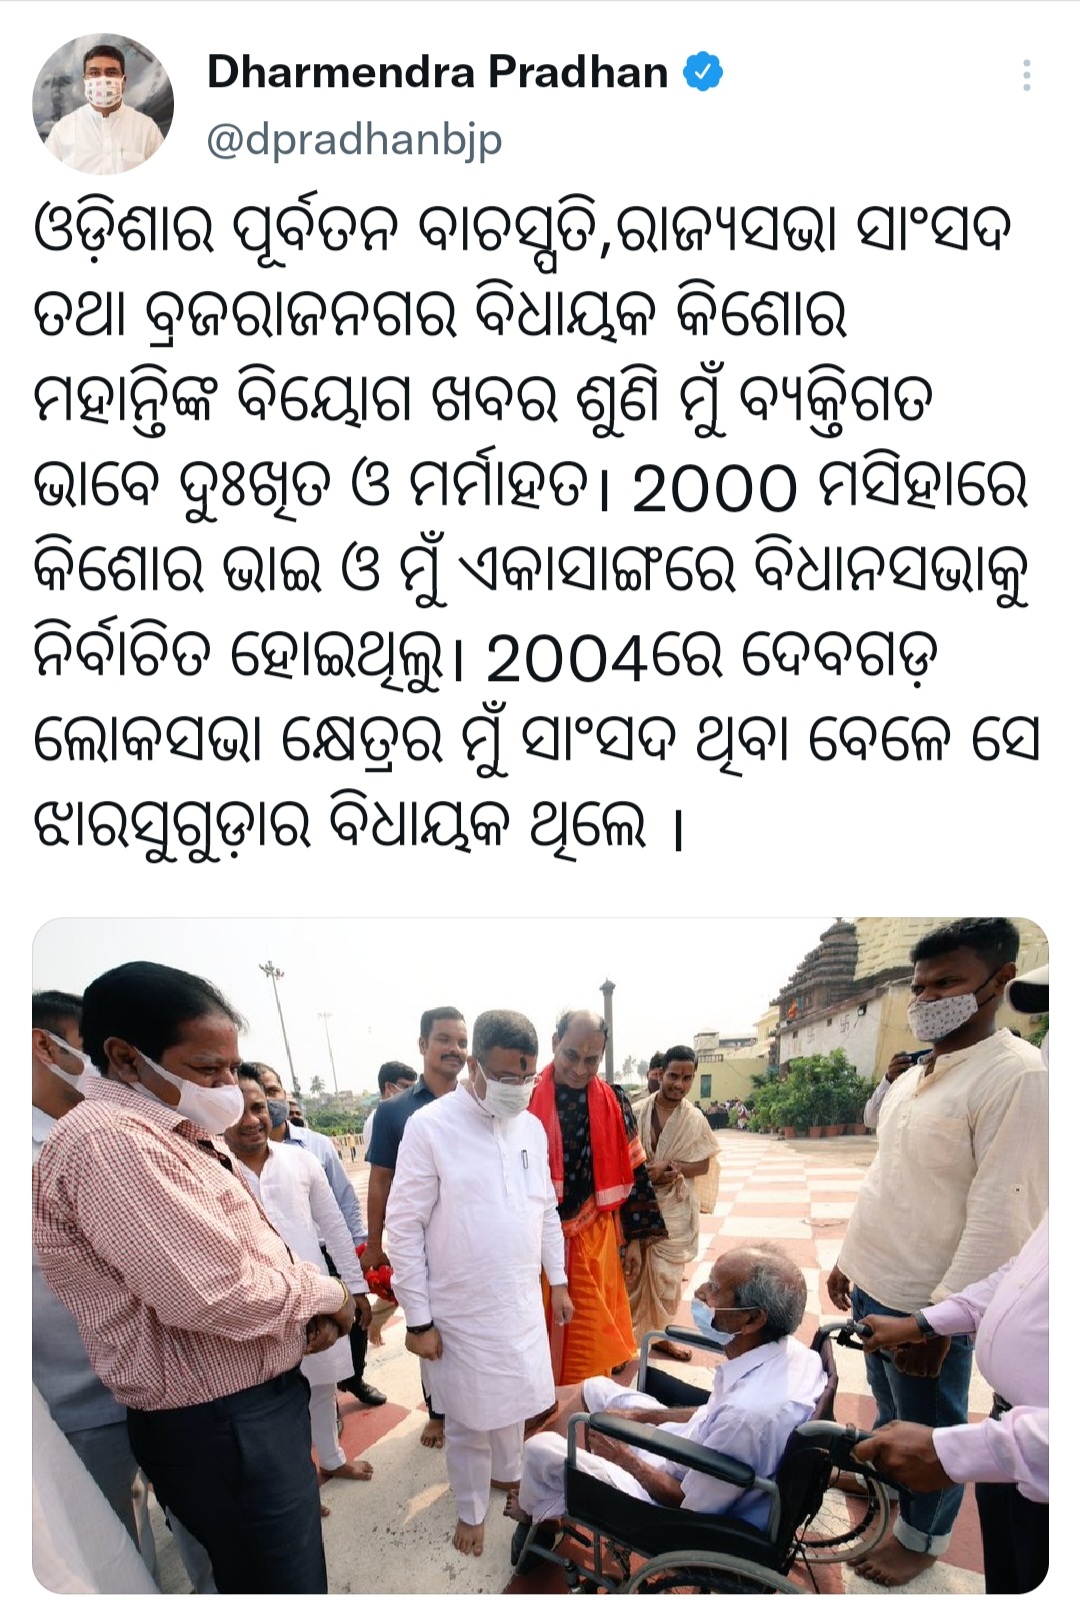 Dharmendra Pradhan
@dpradhanbjp
ଓଡ଼ିଶାର ପୂର୍ବତନ ବାଚସ୍ପତି,ରାଜ୍ୟସଭା ସାଂସଦ
ତଥା ବ୍ରଜରାଜନଗର ବିଧାୟକ କିଶୋର
ମହାନ୍ତିଙ୍କ ବିୟୋଗ ଖବର ଶୁଣି ମୁଁ ବ୍ୟକ୍ତିଗତ
ଭାବେ ଦୁଃଖିତ ଓ ମର୍ମାହତ। 2000 ମସିହାରେ
କିଶୋର ଭାଇ ଓ ମୁଁ ଏକାସାଙ୍ଗରେ ବିଧାନସଭାକୁ
ନିର୍ବାଚିତ ହୋଇଥିଲୁ। 2004ରେ ଦେବଗଡ଼
ଲୋକସଭା କ୍ଷେତ୍ରର ମୁଁ ସାଂସଦ ଥିବା ବେଳେ ସେ
ଝାରସୁଗୁଡ଼ାର ବିଧାୟକ ଥିଲେ ।